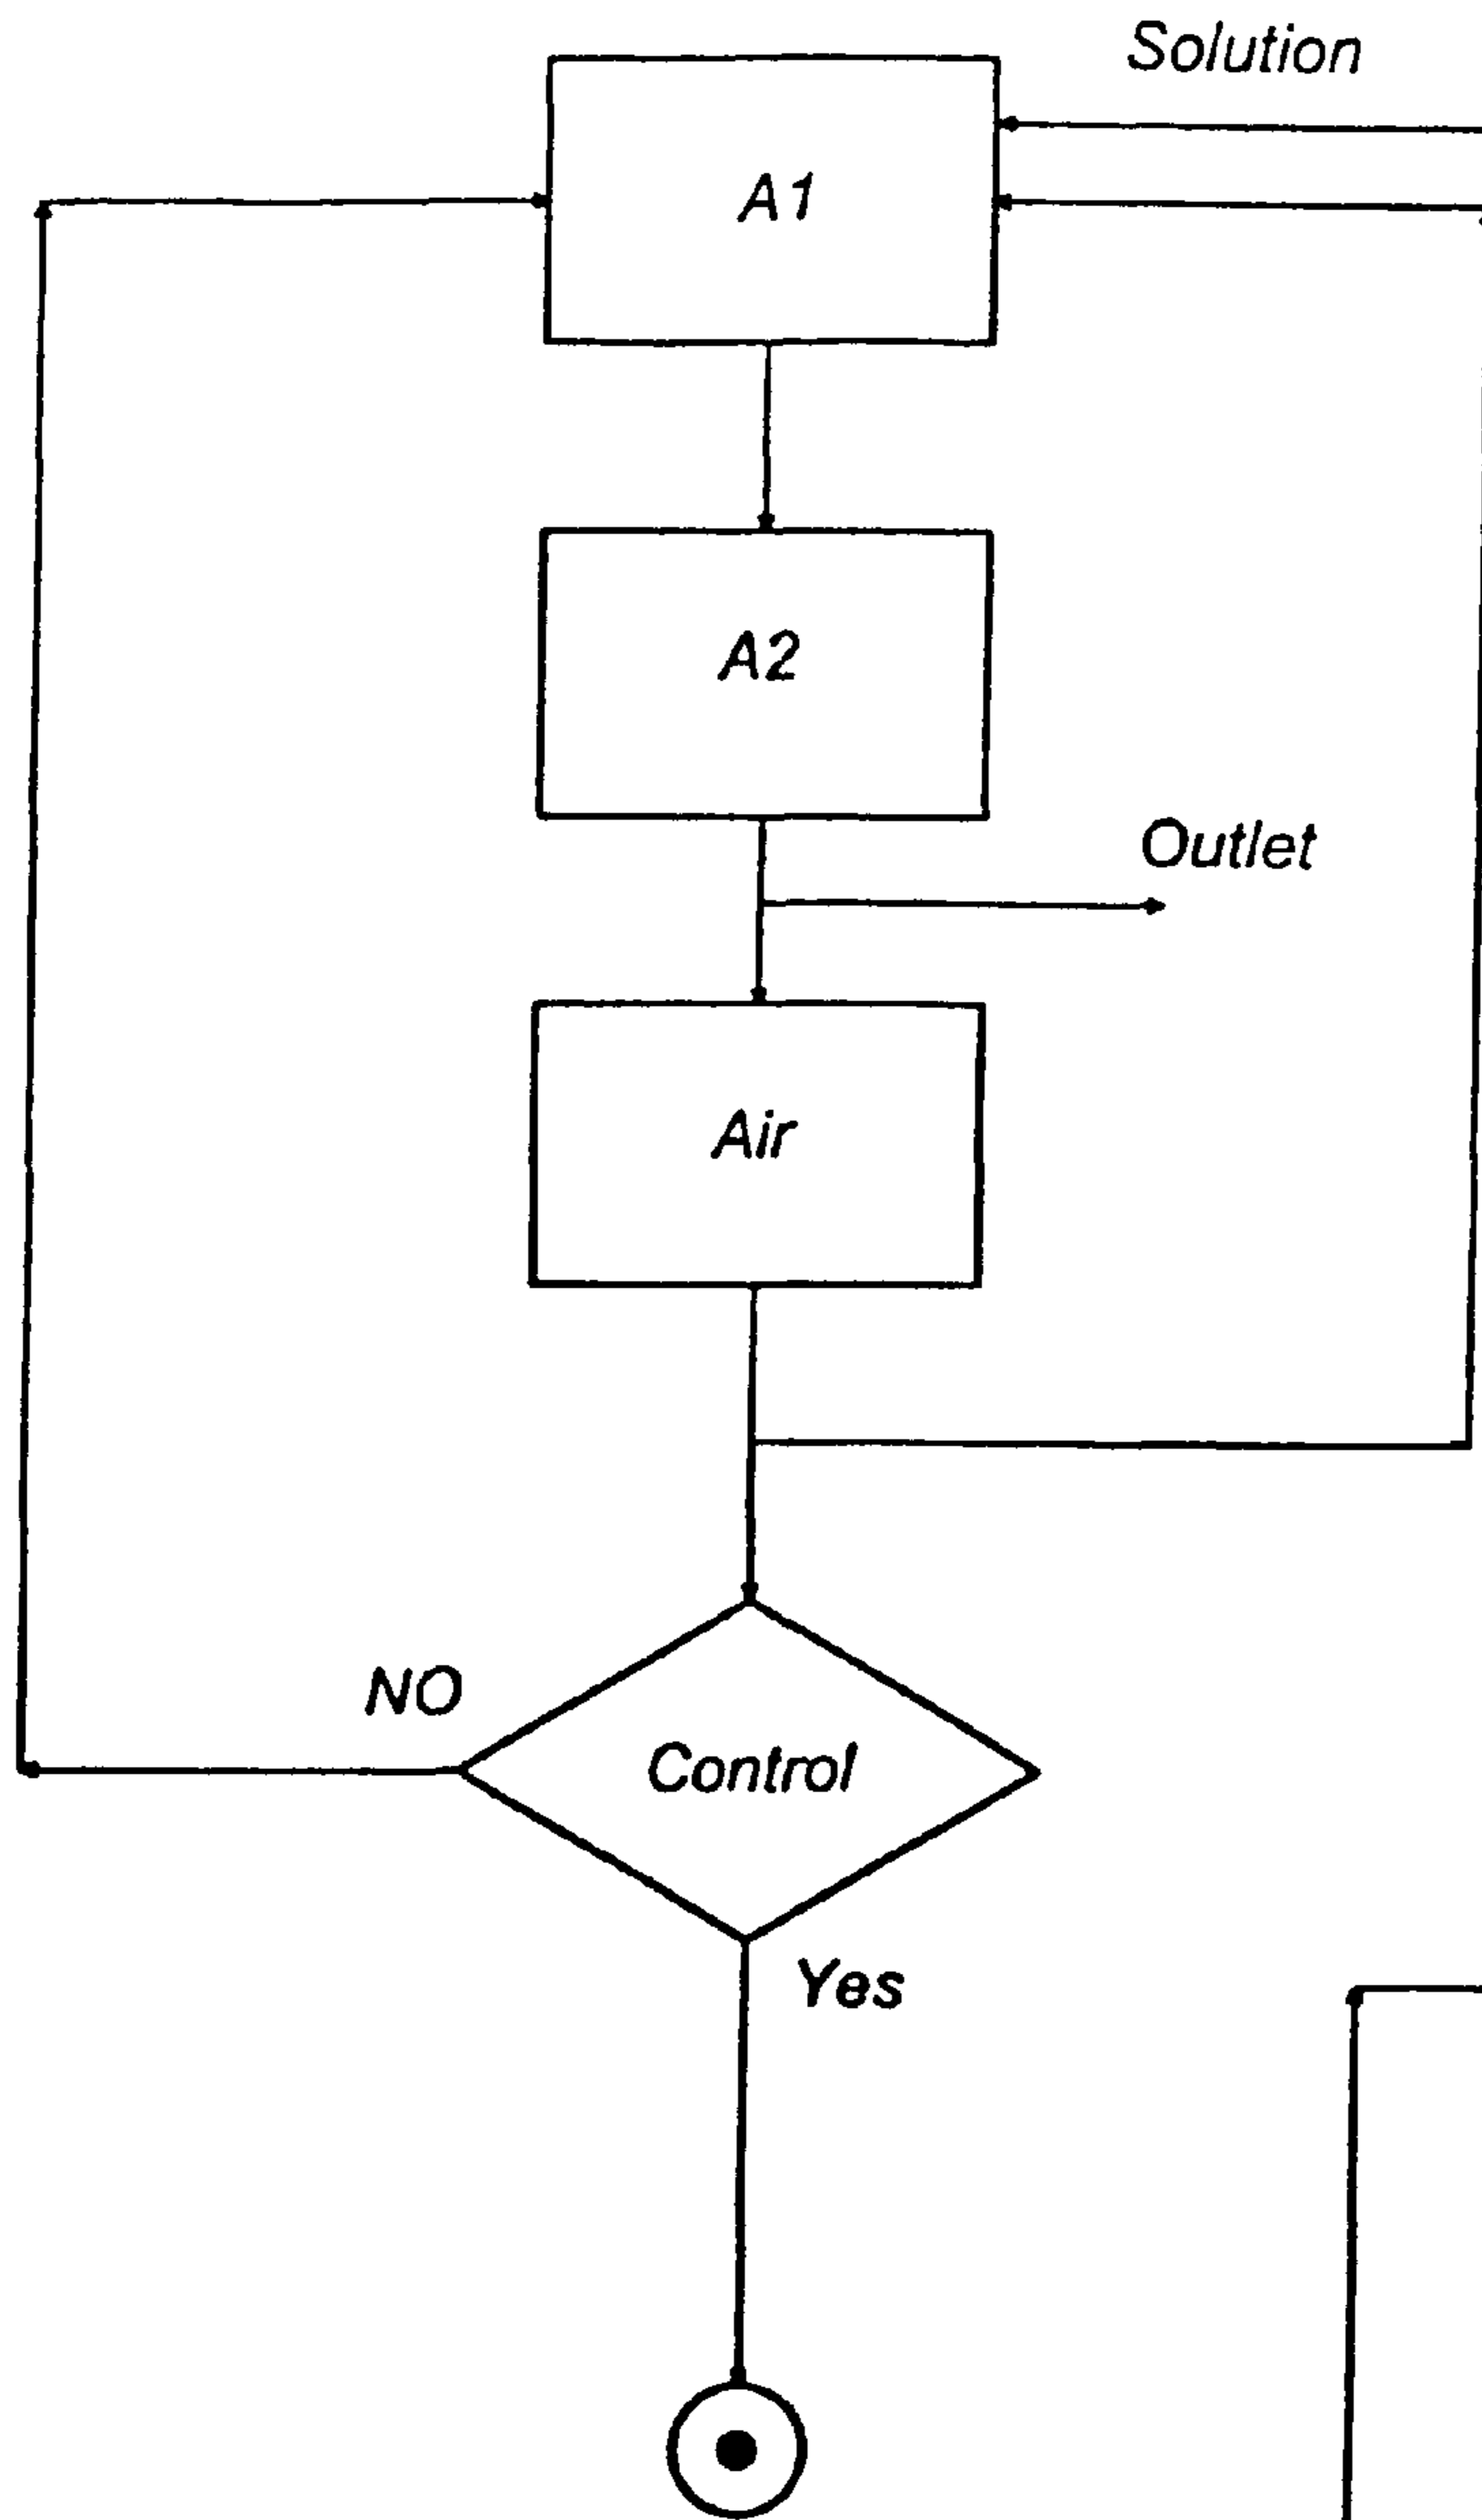 Solution
A1
A2
Outlet
Air
NO
Control
Yes